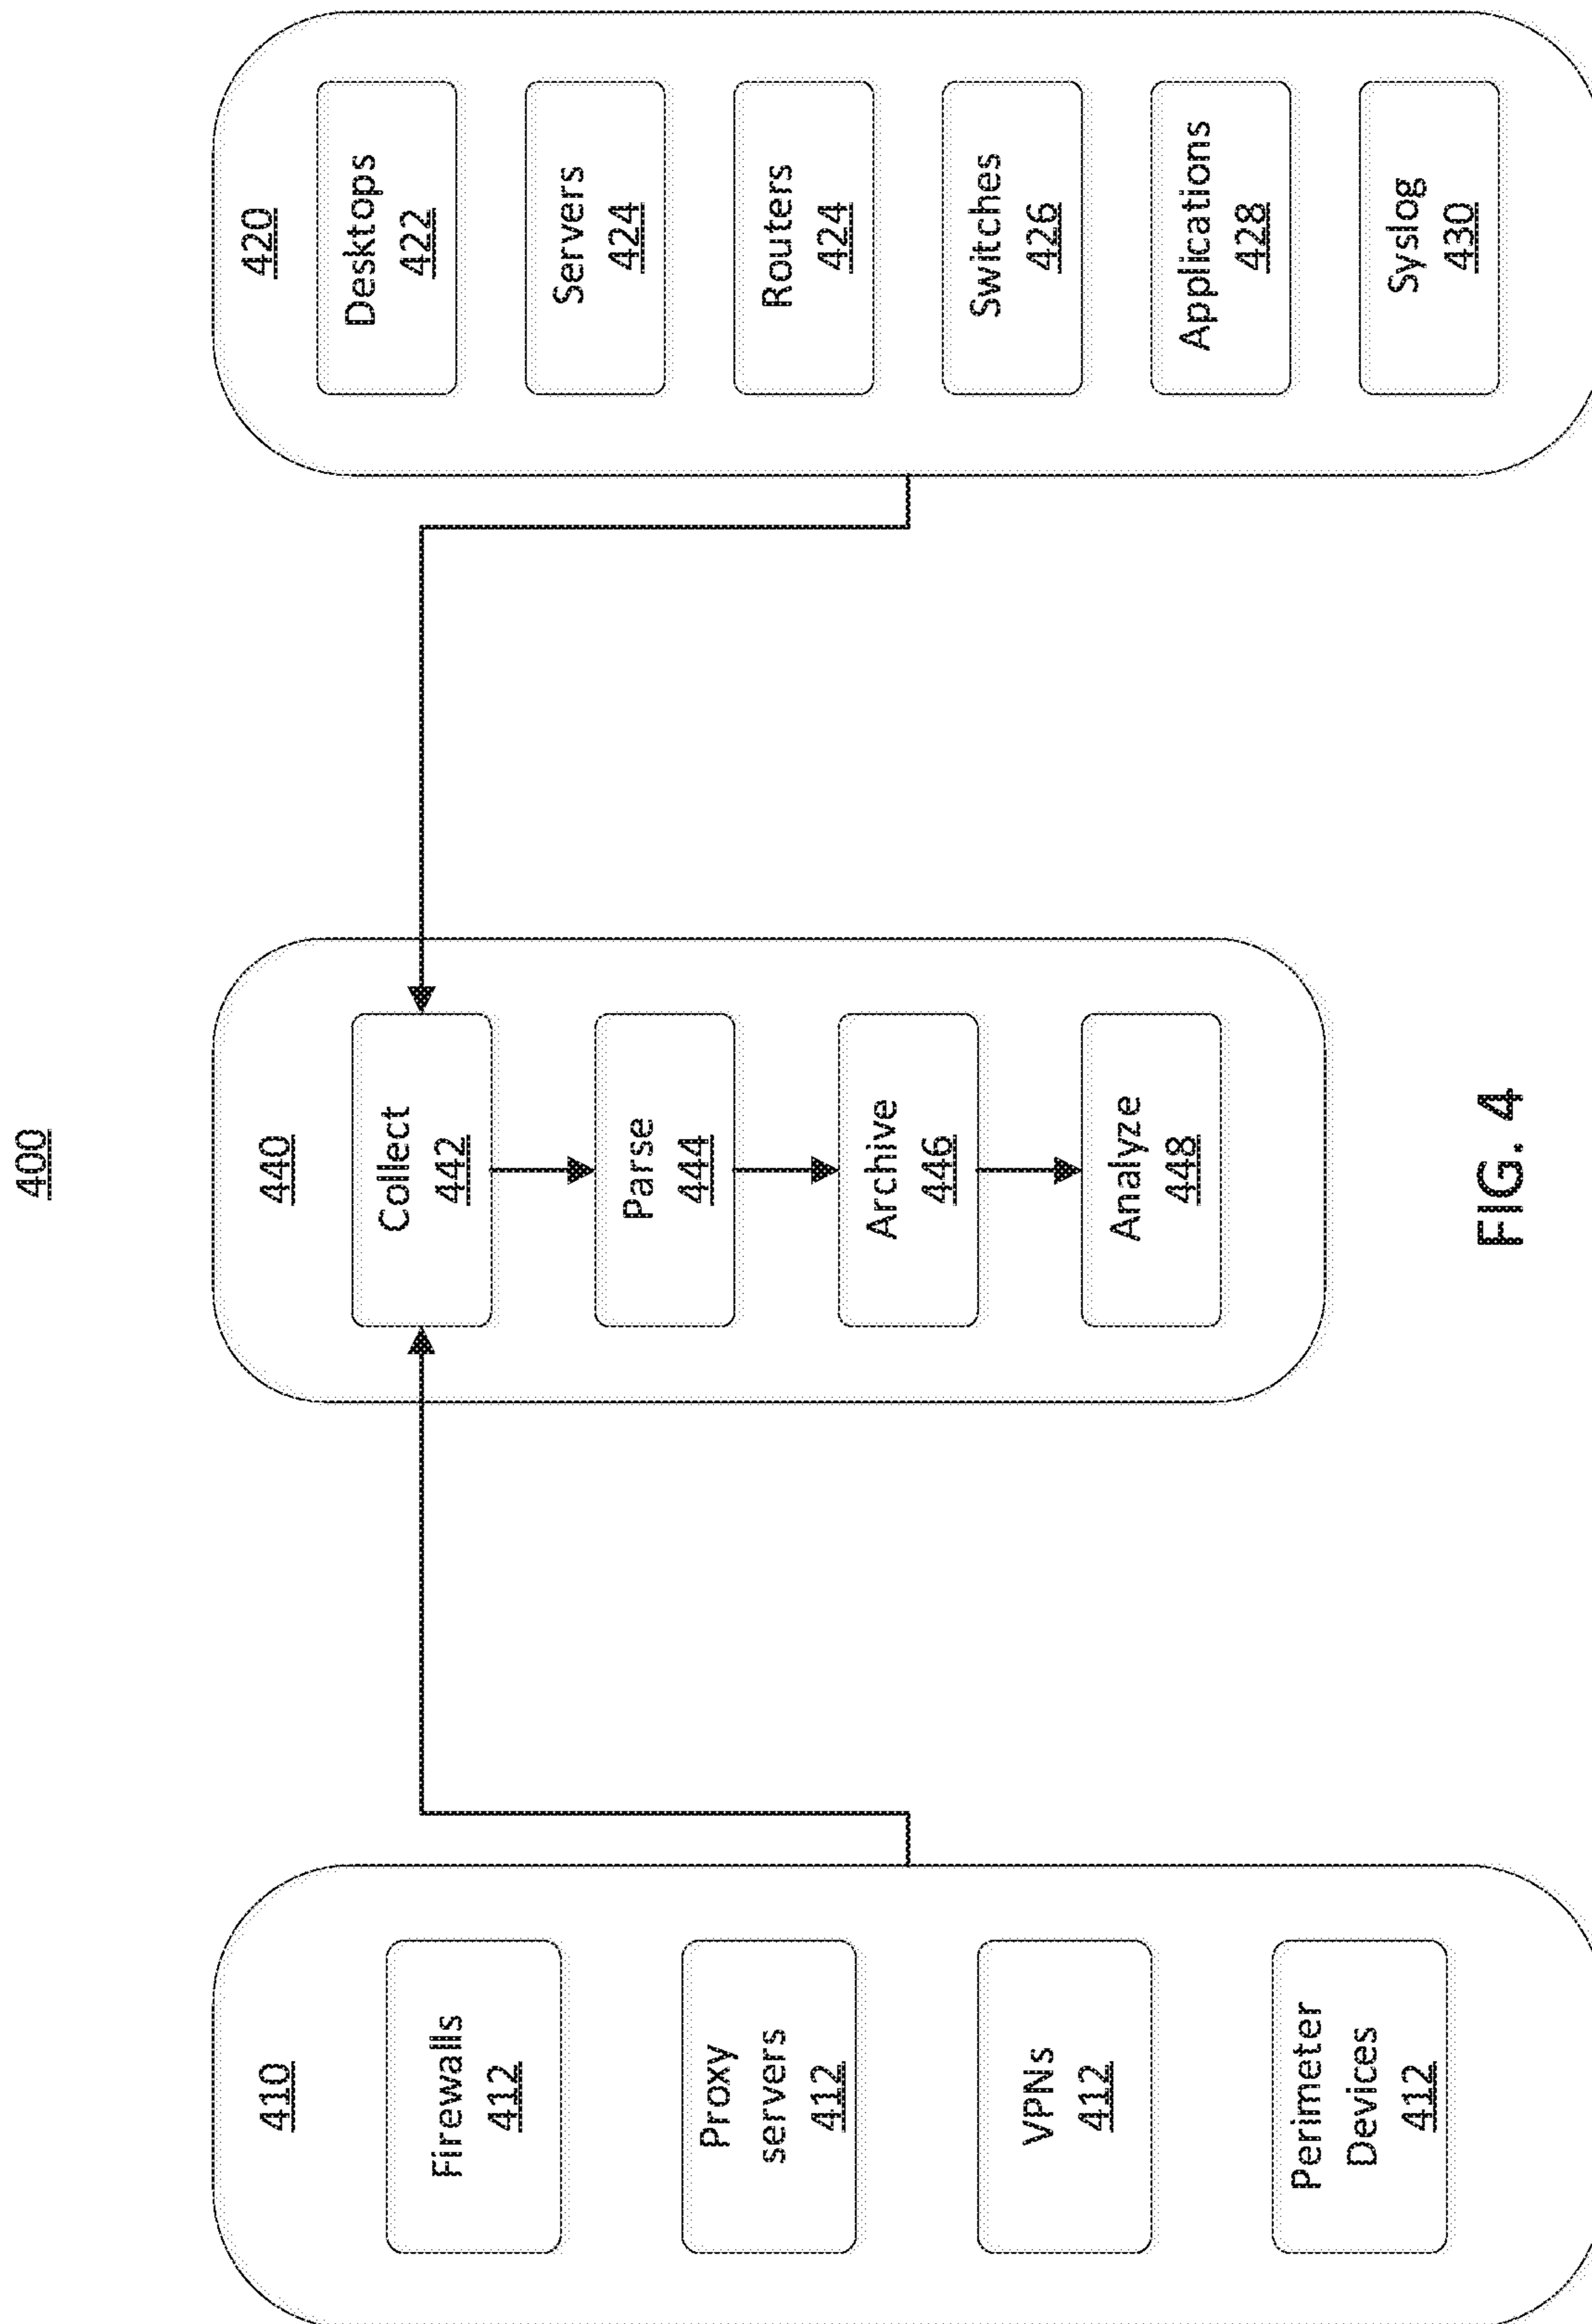 400
410
Firewalls
412
Proxy
servers
412
VPNs
412
Perimeter
Devices
412
440
Collect
442
Parse
444
Archive
446
Analyze
448
420
Desktops
422
Servers
424
Routers
424
Switches
426
Applications
428
Syslog
430
FIG. 4